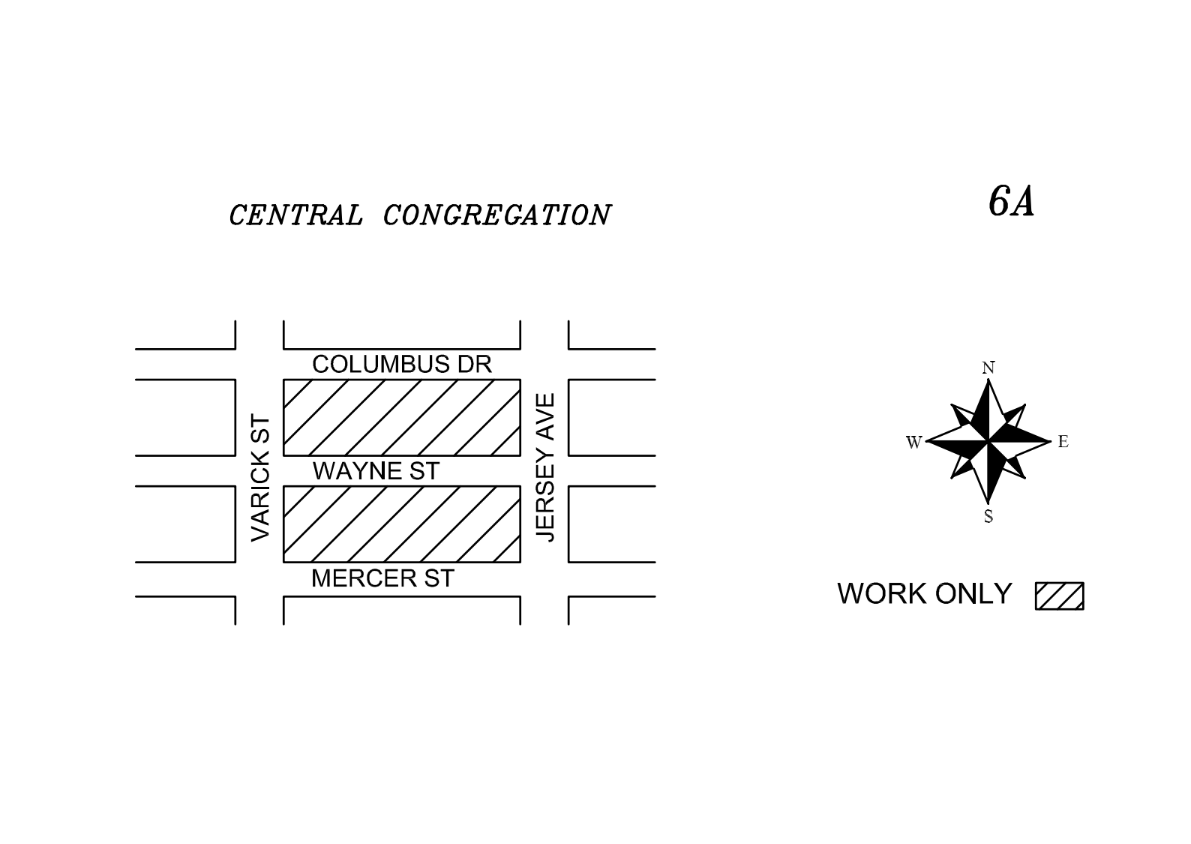 6A
CENTRAL CONGREGATION
COLUMBUS DR
VARICK ST
JERSEY AVE
WAYNE ST
MERCER ST
N
W
E
S
WORK ONLY